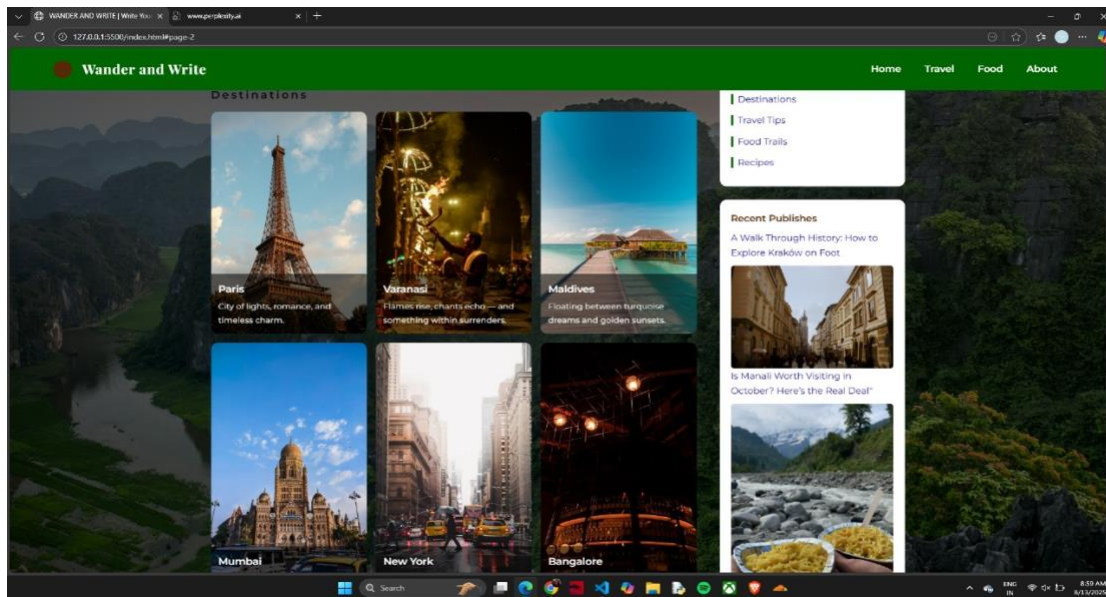 WANDER AND WRITE | Write You
www.perplexity.ai
127.0.0.1:5500/index.html#page-2
Wander and Write
Home Travel Food About
Destinations
Paris
City of lights, romance, and
timeless charm.
Varanasi
Flames rise, chants echo — and
something within surrenders.
Maldives
Floating between turquoise
dreams and golden sunsets.
Mumbai
New York
Bangalore
Destinations
Travel Tips
Food Trails
Recipes
Recent Publishes
A Walk Through History: How to
Explore Kraków on Foot
Is Manali Worth Visiting in
October? Here's the Real Deal"
Search
ENG
IN
8:59 AM
8/13/2025